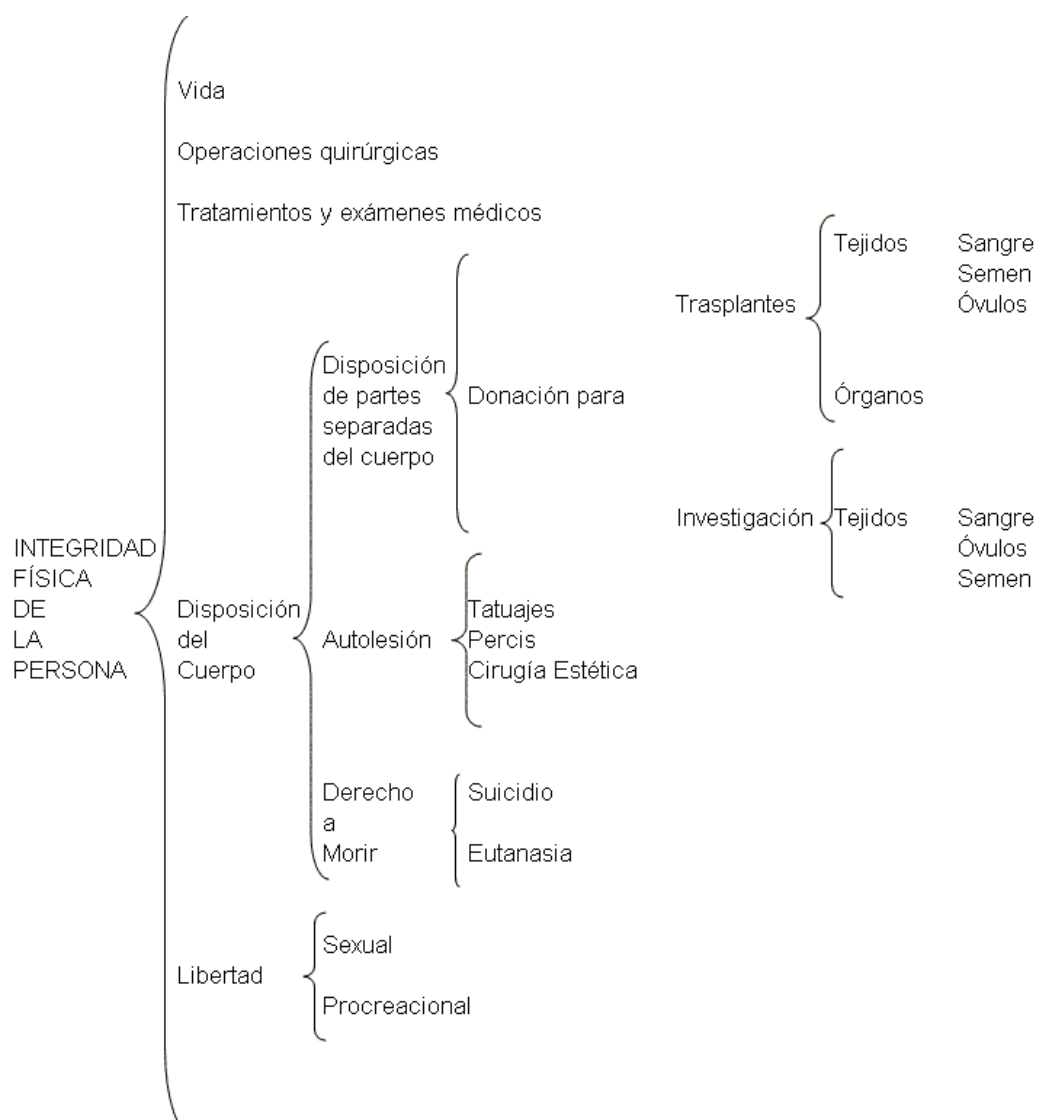 Vida
Operaciones quirúrgicas
Tratamientos y exámenes médicos
Tejidos Sangre
Semen
Trasplantes Óvulos
Disposición
de partes Donación para Órganos
separadas
del cuerpo
Investigación Tejidos Sangre
INTEGRIDAD Óvulos
FÍSICA Semen
DE Disposición Tatuajes
LA del Autolesión Percis
PERSONA Cuerpo Cirugía Estética
Derecho Suicidio
a
Morir Eutanasia
Sexual
Libertad
Procreacional